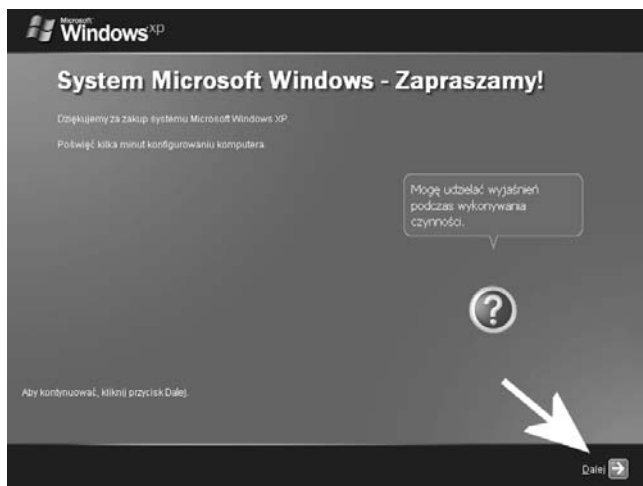 Microsoft
Windows xp
System Microsoft Windows - Zapraszamy!
Dziękujemy za zakup systemu Microsoft Windows XP.
Poświęć kilka minut konfigurowaniu komputera.
Mogę udzielać wyjaśnień
podczas wykonywania
czynności.
?
Aby kontynuować, kliknij przycisk Dalej.
Dalej